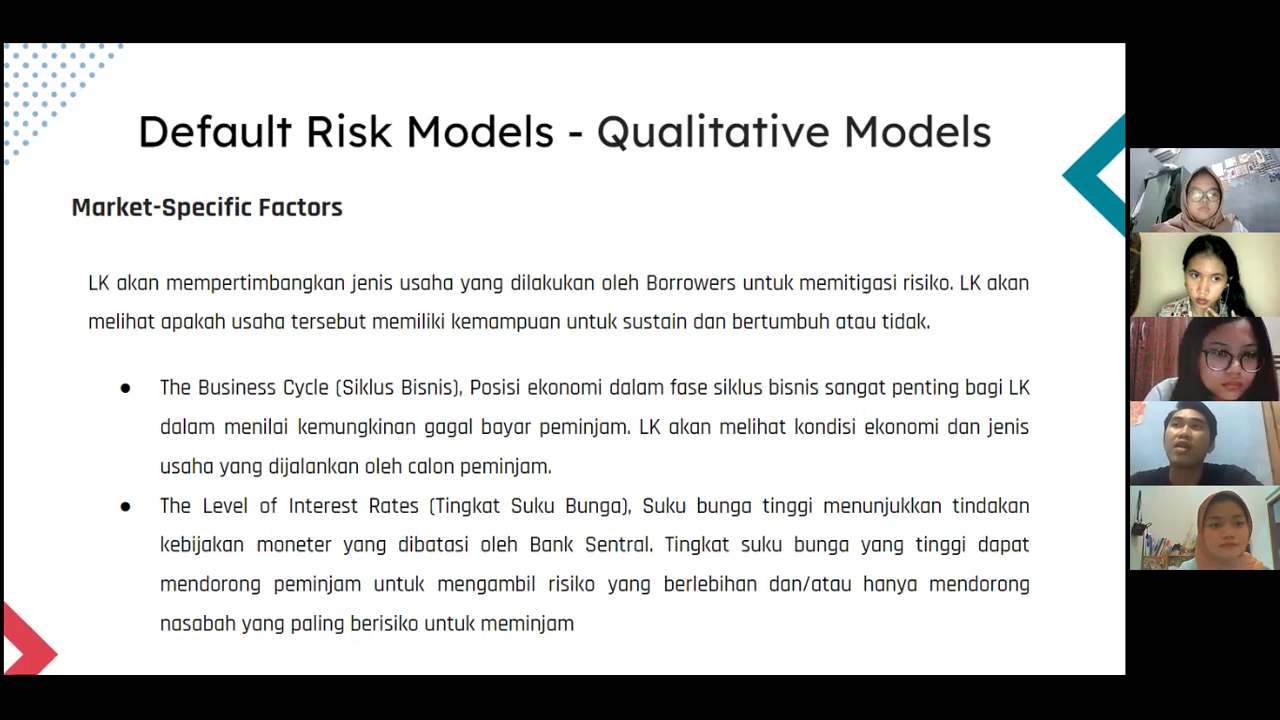 Default Risk Models - Qualitative Models
Market-Specific Factors
LK akan mempertimbangkan jenis usaha yang dilakukan oleh Borrowers untuk memitigasi risiko. LK akan
melihat apakah usaha tersebut memiliki kemampuan untuk sustain dan bertumbuh atau tidak.
● The Business Cycle (Siklus Bisnis), Posisi ekonomi dalam fase siklus bisnis sangat penting bagi LK
dalam menilai kemungkinan gagal bayar peminjam. LK akan melihat kondisi ekonomi dan jenis
usaha yang dijalankan oleh calon peminjam.
● The Level of Interest Rates (Tingkat Suku Bunga), Suku bunga tinggi menunjukkan tindakan
kebijakan moneter yang dibatasi oleh Bank Sentral. Tingkat suku bunga yang tinggi dapat
mendorong peminjam untuk mengambil risiko yang berlebihan dan/atau hanya mendorong
nasabah yang paling berisiko untuk meminjam